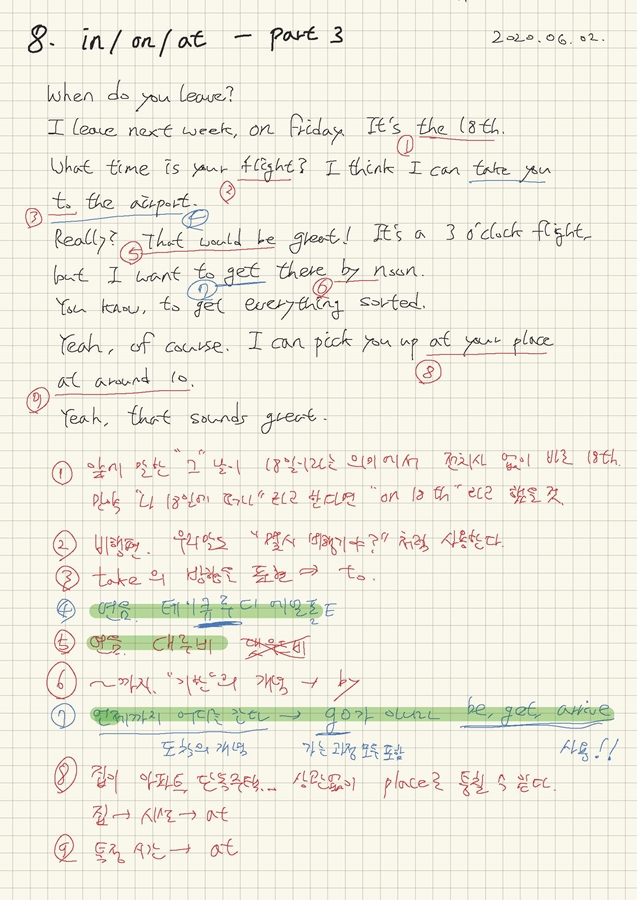 8. in/on/at - part 3
2020.06.02.
When do you leave?
I leave next week, on Friday. It's the 18th.
①
What time is your flight? I think I can take you
②
to the airport.
③ ④
Really? That would be great! It's a 3 o'clock flight,
⑤
but I want to get there by noon.
⑦ ⑥
You know, to get everything sorted.
Yeah, of course. I can pick you up at your place
⑧
at around 10.
⑨
Yeah, that sounds great.
① 앞서 말한 "그" 날이 18일이라는 의미에서 전치사 없이 바로 18th.
만약 "나 18일에 떠나" 라고 한다면 "on 18th" 라고 했을 것
② 비행편. 우리말도 "몇시 비행기야?" 처럼 사용한다.
③ take의 방향을 표현 ⇒ to.
④ 연음. 테이큐루디 에얼폴E
⑤ 연음. 대루비
⑥ ~까지. "기한"의 개념 → by
⑦ 언제까지 어디를 간다 → go가 아니라 be, get, arrive
도착의 개념 가는 과정 모두 포함 사용!!
⑧ 집이 아파트, 단독주택... 상관없이 place로 통칠 수 있다.
집 → 시설 → at
⑨ 특정 시간 → at